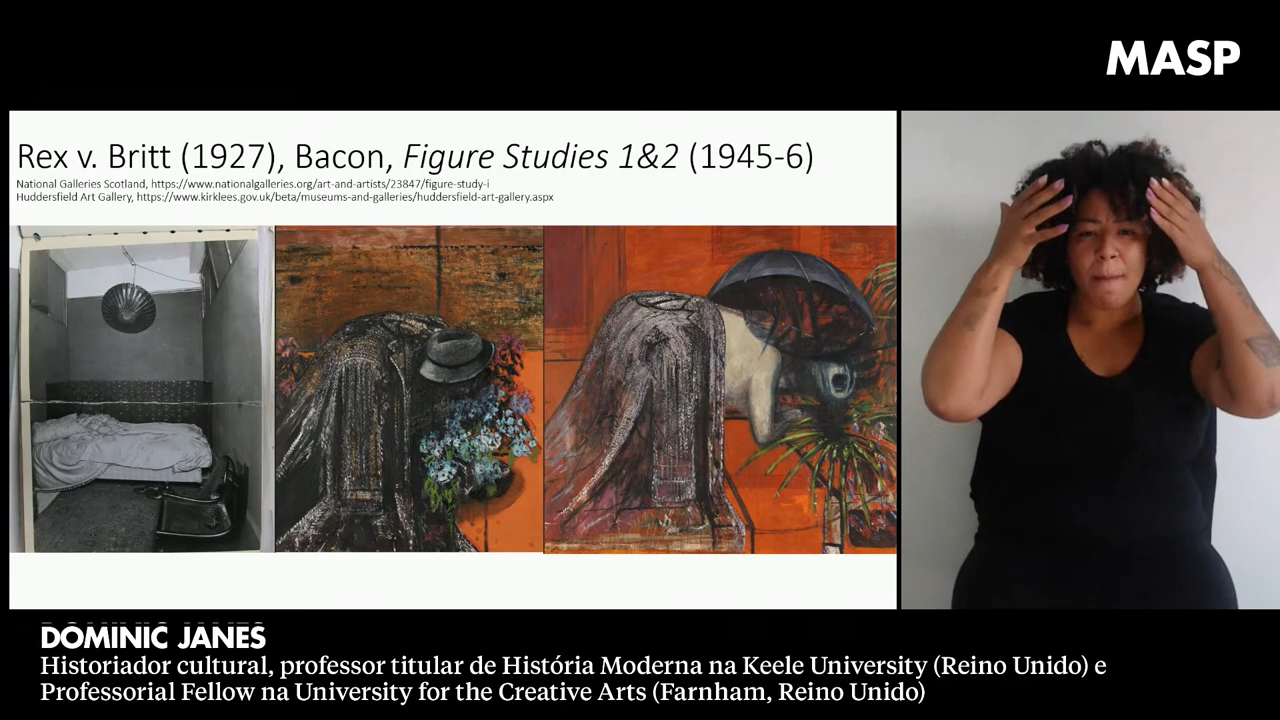 MASP
Rex v. Britt (1927), Bacon, Figure Studies 1&2 (1945-6)
National Galleries Scotland, https://www.nationalgalleries.org/art-and-artists/23847/figure-study-i
Huddersfield Art Gallery, https://www.kirklees.gov.uk/beta/museums-and-galleries/huddersfield-art-gallery.aspx
DOMINIC JANES
Historiador cultural, professor titular de História Moderna na Keele University (Reino Unido) e
Professorial Fellow na University for the Creative Arts (Farnham, Reino Unido)